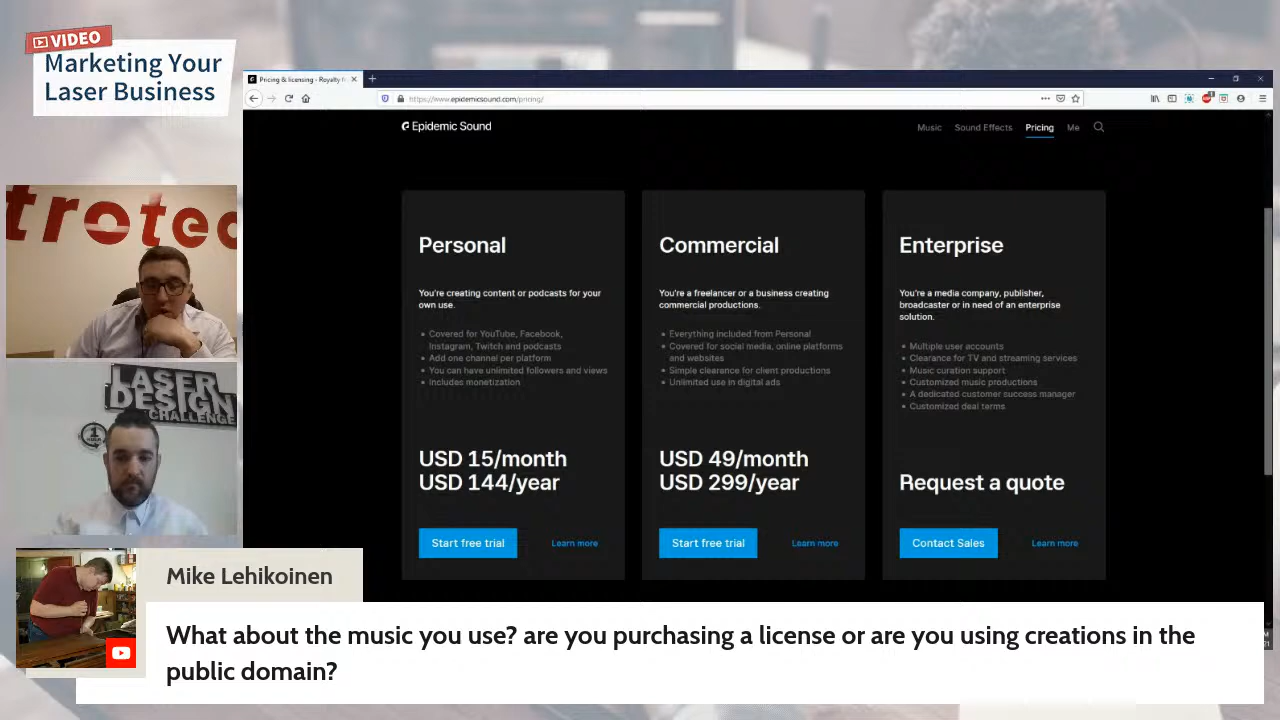 VIDEO
Marketing Your
Laser Business
Pricing & licensing - Royalty f
https://www.epidemicsound.com/pricing/
Epidemic Sound
Music
Sound Effects
Pricing
Me
trotec
LASER
DESIGN
CHALLENGE
Personal
You're creating content or podcasts for your
own use.
Covered for YouTube, Facebook,
Instagram, Twitch and podcasts
Add one channel per platform
You can have unlimited followers and views
Includes monetization
USD 15/month
USD 144/year
Start free trial
Learn more
Commercial
You're a freelancer or a business creating
commercial productions.
Everything included from Personal
Covered for social media, online platforms
and websites
Simple clearance for client productions
Unlimited use in digital ads
USD 49/month
USD 299/year
Start free trial
Learn more
Enterprise
You're a media company, publisher,
broadcaster or in need of an enterprise
solution.
Multiple user accounts
Clearance for TV and streaming services
Music curation support
Customized music productions
A dedicated customer success manager
Customized deal terms
Request a quote
Contact Sales
Learn more
Mike Lehikoinen
What about the music you use? are you purchasing a license or are you using creations in the
public domain?